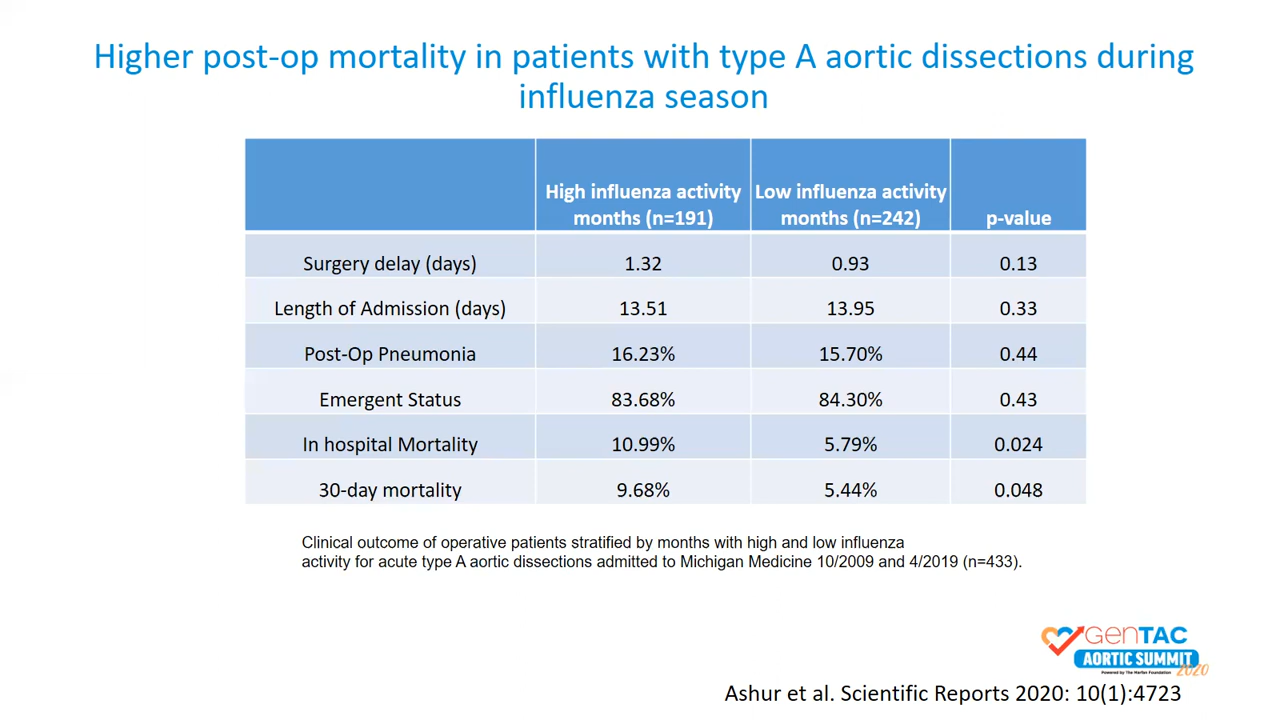 Higher post-op mortality in patients with type A aortic dissections during
influenza season
High influenza activity
months (n=191)
Low influenza activity
months (n=242)
p-value
Surgery delay (days) 1.32 0.93 0.13
Length of Admission (days) 13.51 13.95 0.33
Post-Op Pneumonia 16.23% 15.70% 0.44
Emergent Status 83.68% 84.30% 0.43
In hospital Mortality 10.99% 5.79% 0.024
30-day mortality 9.68% 5.44% 0.048
Clinical outcome of operative patients stratified by months with high and low influenza
activity for acute type A aortic dissections admitted to Michigan Medicine 10/2009 and 4/2019 (n=433).
GenTAC
AORTIC SUMMIT
Powered by The Marfan Foundation
2020
Ashur et al. Scientific Reports 2020: 10(1):4723